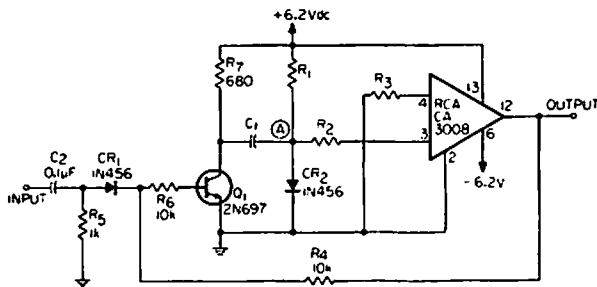 +6.2Vdc
R7
680
R1
R3
4
RCA
CA
3008
13
12
OUTPUT
C1
A
R2
3
2
6
-6.2V
C2
0.1μF
CR1
1N456
CR2
1N456
Q1
2N697
INPUT
R5
1k
R6
10k
R4
10k